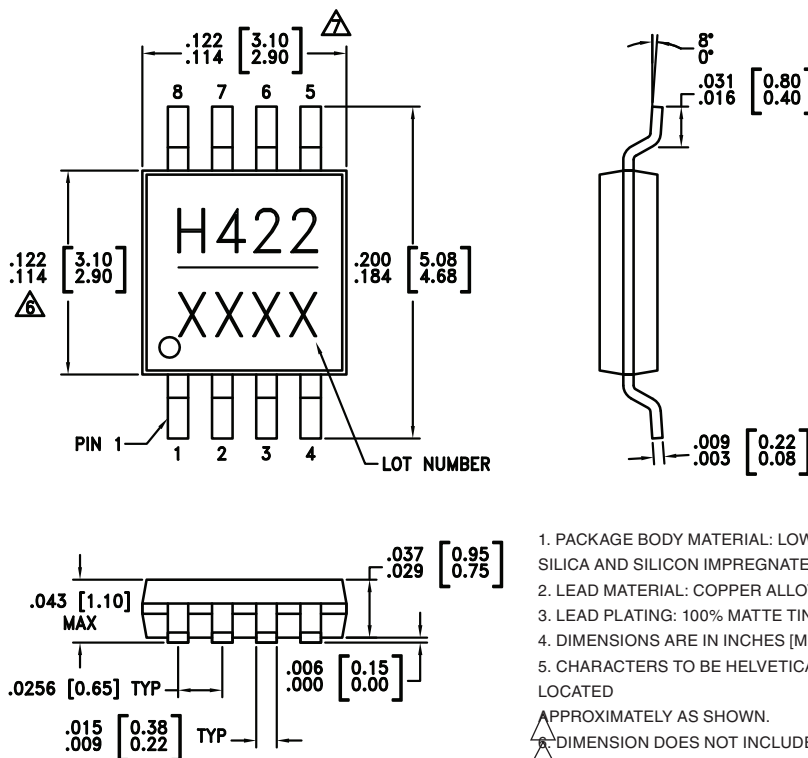 .122 [3.10]
.114 [2.90]
7
8 7 6 5
H422
XXXX
.122 [3.10]
.114 [2.90]
6
.200 [5.08]
.184 [4.68]
PIN 1
1 2 3 4
LOT NUMBER
8°
0°
.031 [0.80]
.016 [0.40]
.009 [0.22]
.003 [0.08]
.043 [1.10]
MAX
.037 [0.95]
.029 [0.75]
.0256 [0.65] TYP
.006 [0.15]
.000 [0.00]
.015 [0.38] TYP
.009 [0.22]
1. PACKAGE BODY MATERIAL: LOW
SILICA AND SILICON IMPREGNATE
2. LEAD MATERIAL: COPPER ALLO
3. LEAD PLATING: 100% MATTE TIN
4. DIMENSIONS ARE IN INCHES [M
5. CHARACTERS TO BE HELVETICA
LOCATED
APPROXIMATELY AS SHOWN.
6. DIMENSION DOES NOT INCLUDE